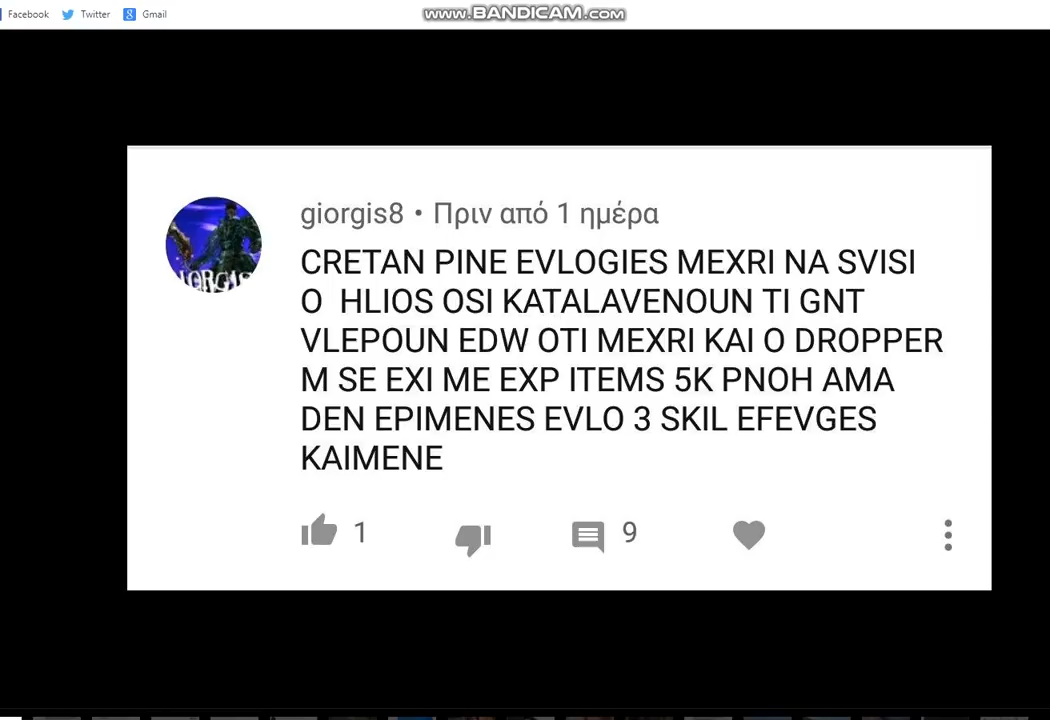 Facebook Twitter Gmail
www.BANDICAM.com
giorgis8 • Πριν από 1 ημέρα
CRETAN PINE EVLOGIES MEXRI NA SVISI
O HLIOS OSI KATALAVENOUN TI GNT
VLEPOUN EDW OTI MEXRI KAI O DROPPER
M SE EXI ME EXP ITEMS 5K PNOH AMA
DEN EPIMENES EVLO 3 SKIL EFEVGES
KAIMENE
1 9